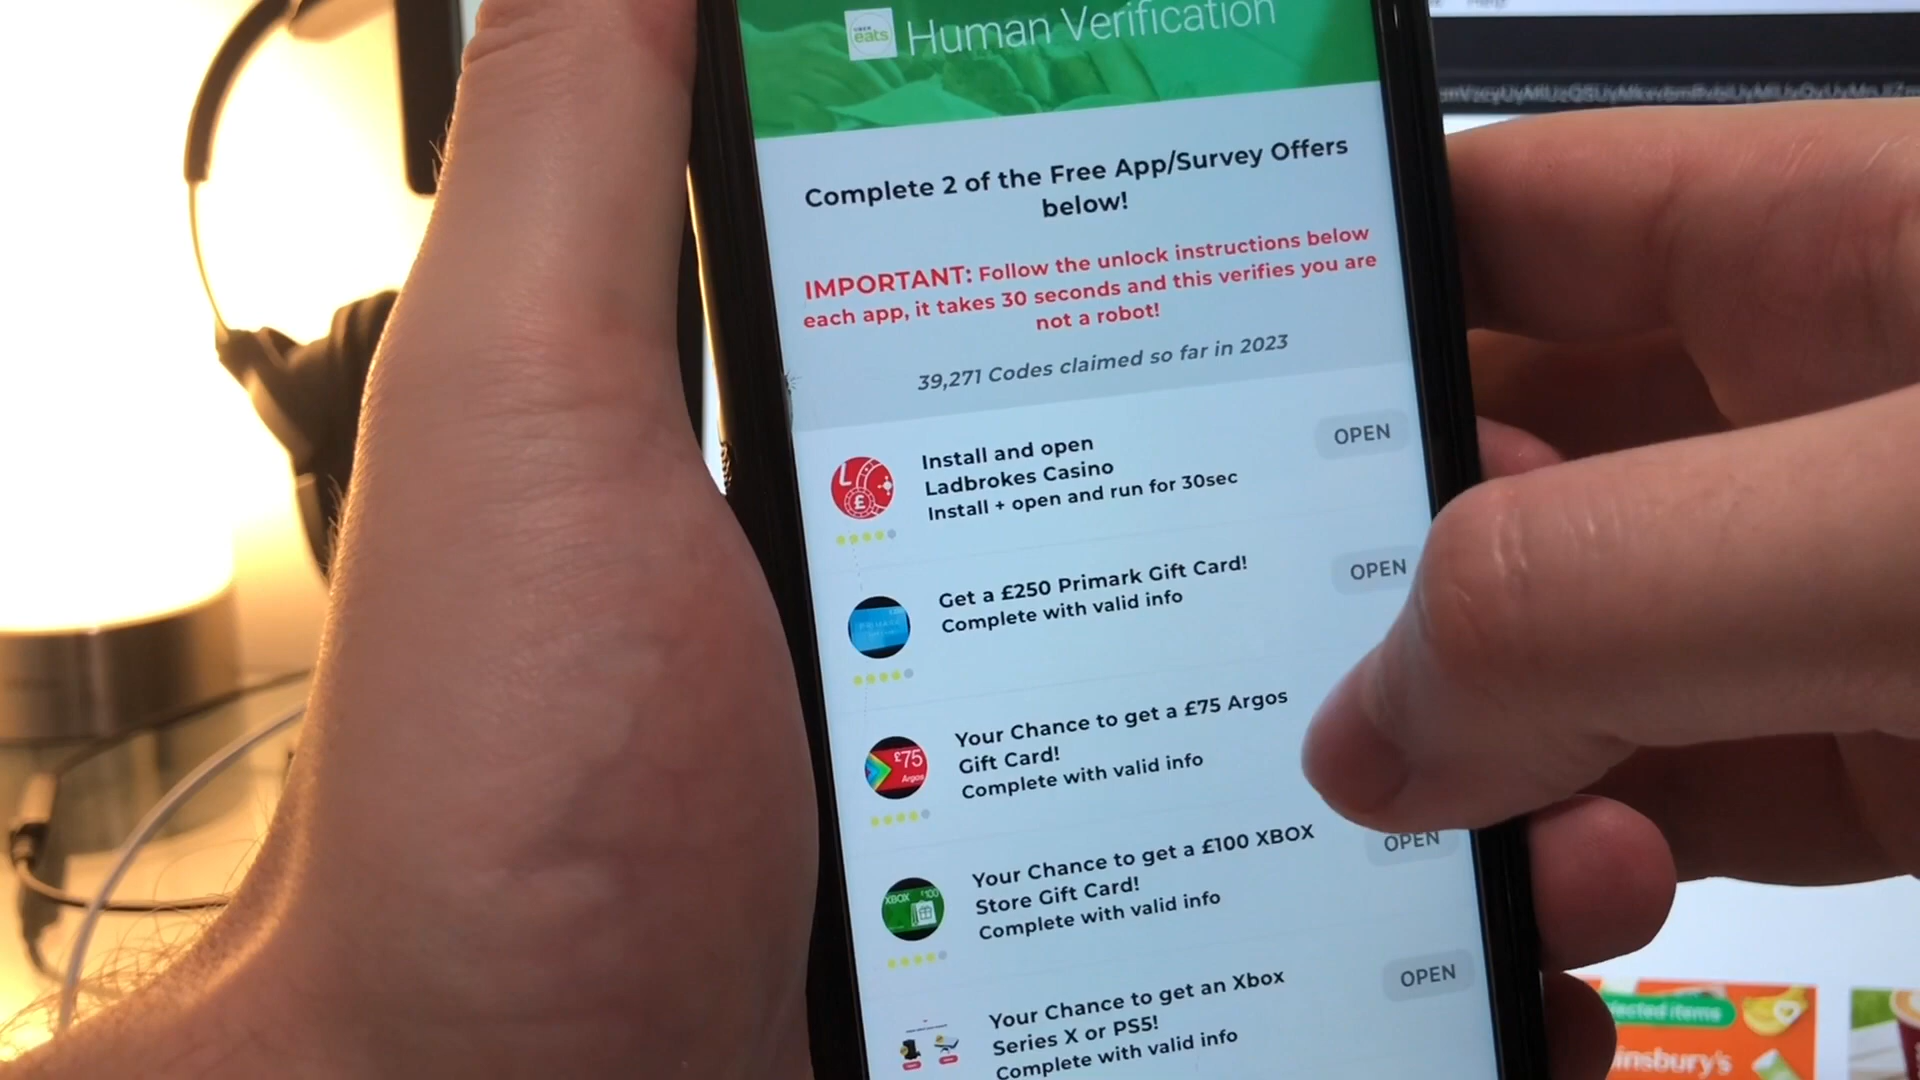 eats Human Verification
Complete 2 of the Free App/Survey Offers
below!
IMPORTANT: Follow the unlock instructions below
each app, it takes 30 seconds and this verifies you are
not a robot!
39,271 Codes claimed so far in 2023
Install and open
Ladbrokes Casino
Install + open and run for 30sec
OPEN
Get a £250 Primark Gift Card!
Complete with valid info
OPEN
£75
Argos
Your Chance to get a £75 Argos
Gift Card!
Complete with valid info
XBOX £100
Your Chance to get a £100 XBOX
Store Gift Card!
Complete with valid info
OPEN
Your Chance to get an Xbox
Series X or PS5!
Complete with valid info
OPEN
lected items
insbury's